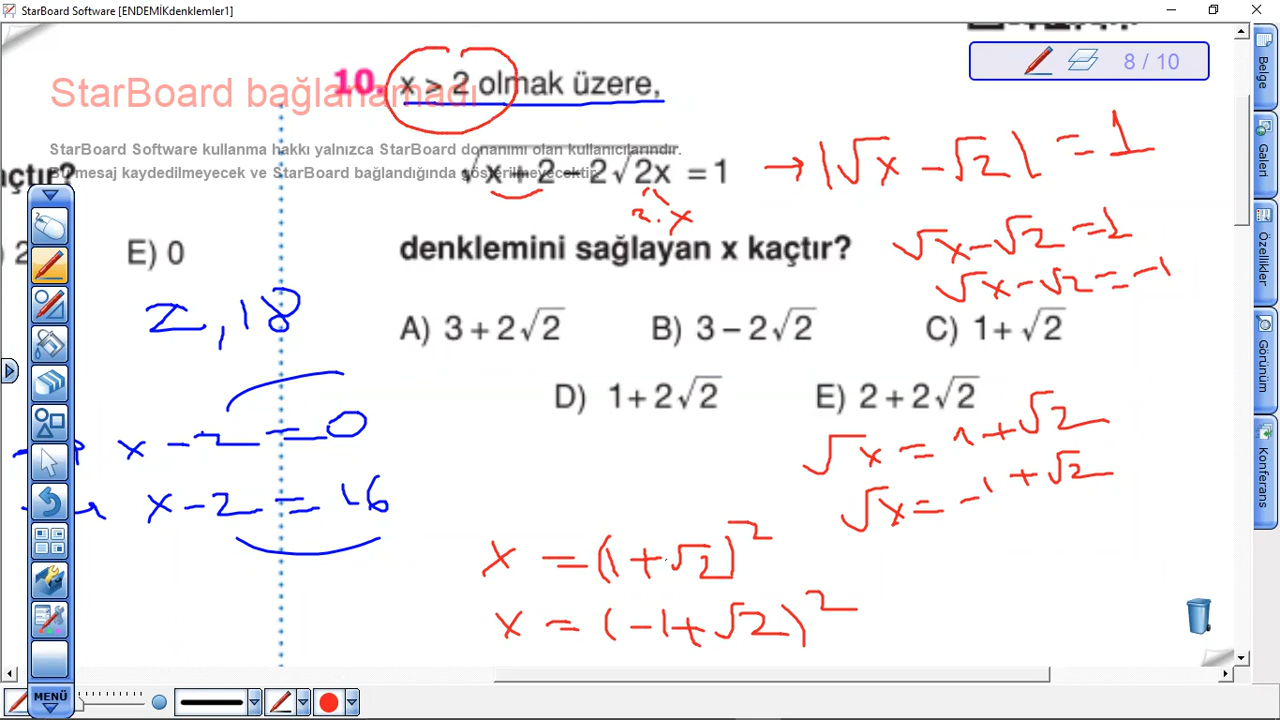 StarBoard Software [ENDEMİKdenklemler1]
8 / 10
StarBoard bağlanamadı
10. x > 2 olmak üzere,
StarBoard Software kullanma hakkı yalnızca StarBoard donanımı olan kullanıcılarındır.
Bu mesaj kaydedilmeyecek ve StarBoard bağlandığında gösterilmeyecektir.
açtır?
√(x + 2 − 2√(2x)) = 1 → |√x − √2| = 1
2 . x
√x − √2 = 1
√x − √2 = −1
denklemini sağlayan x kaçtır?
2 E) 0
2, 18
A) 3 + 2√2 B) 3 − 2√2 C) 1 + √2
D) 1 + 2√2 E) 2 + 2√2
x − 2 = 0
x − 2 = 16
√x = 1 + √2
√x = −1 + √2
x = (1 + √2)²
x = (−1 + √2)²
Belge
Galeri
Özellikler
Görünüm
Konferans
MENÜ